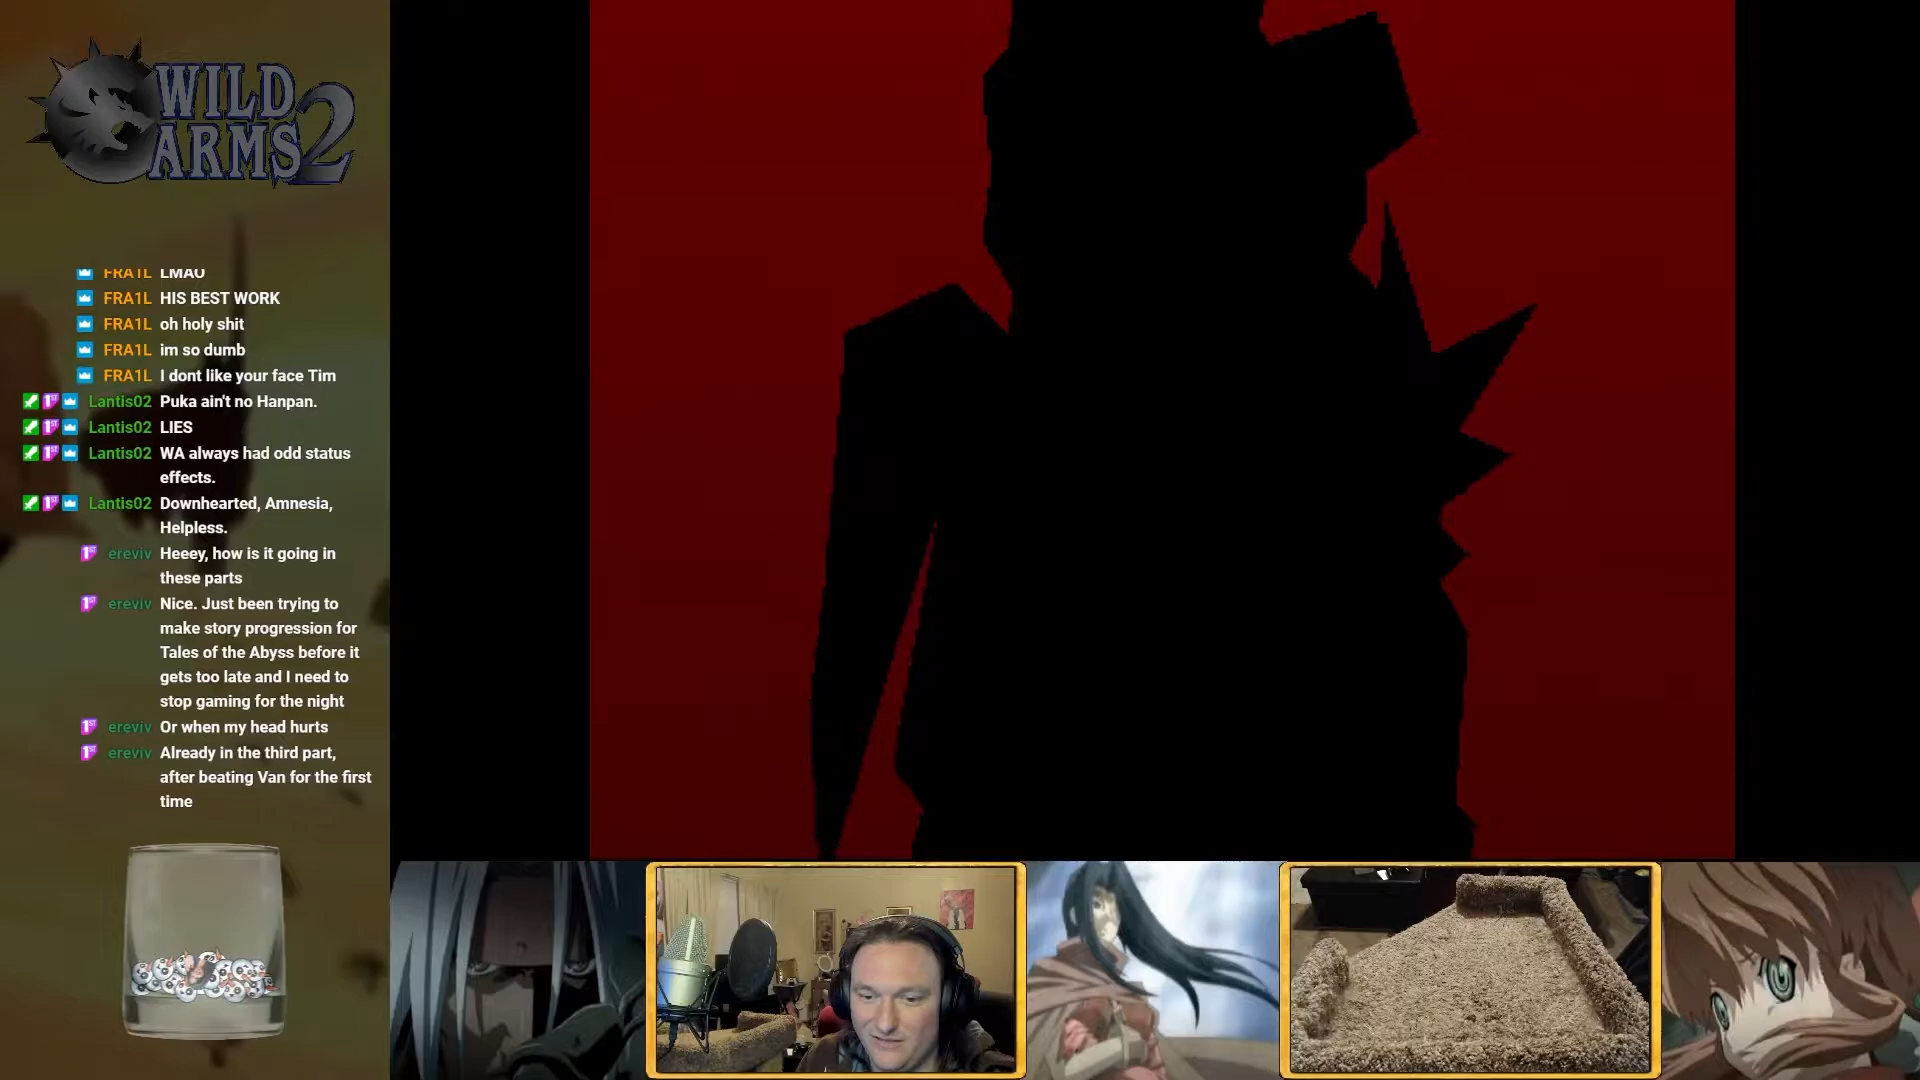 WILD
ARMS 2
FRA1L LMAO
FRA1L HIS BEST WORK
FRA1L oh holy shit
FRA1L im so dumb
FRA1L I dont like your face Tim
Lantis02 Puka ain't no Hanpan.
Lantis02 LIES
Lantis02 WA always had odd status
effects.
Lantis02 Downhearted, Amnesia,
Helpless.
ereviv Heeey, how is it going in
these parts
ereviv Nice. Just been trying to
make story progression for
Tales of the Abyss before it
gets too late and I need to
stop gaming for the night
ereviv Or when my head hurts
ereviv Already in the third part,
after beating Van for the first
time